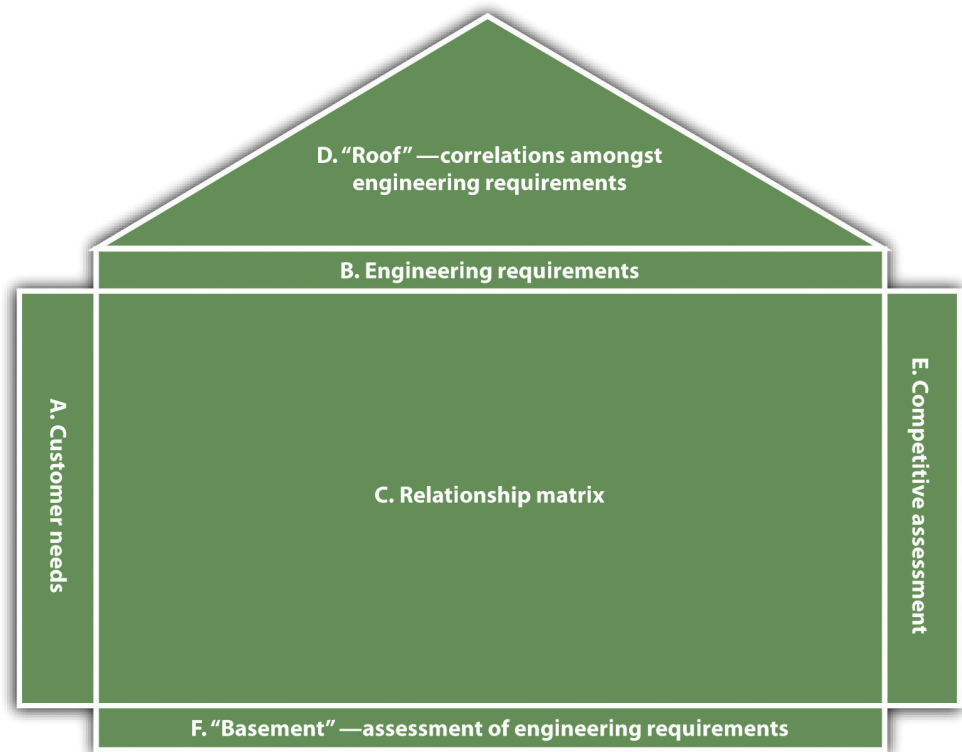 D. “Roof” —correlations amongst
engineering requirements
B. Engineering requirements
A. Customer needs
C. Relationship matrix
E. Competitive assessment
F. “Basement” —assessment of engineering requirements